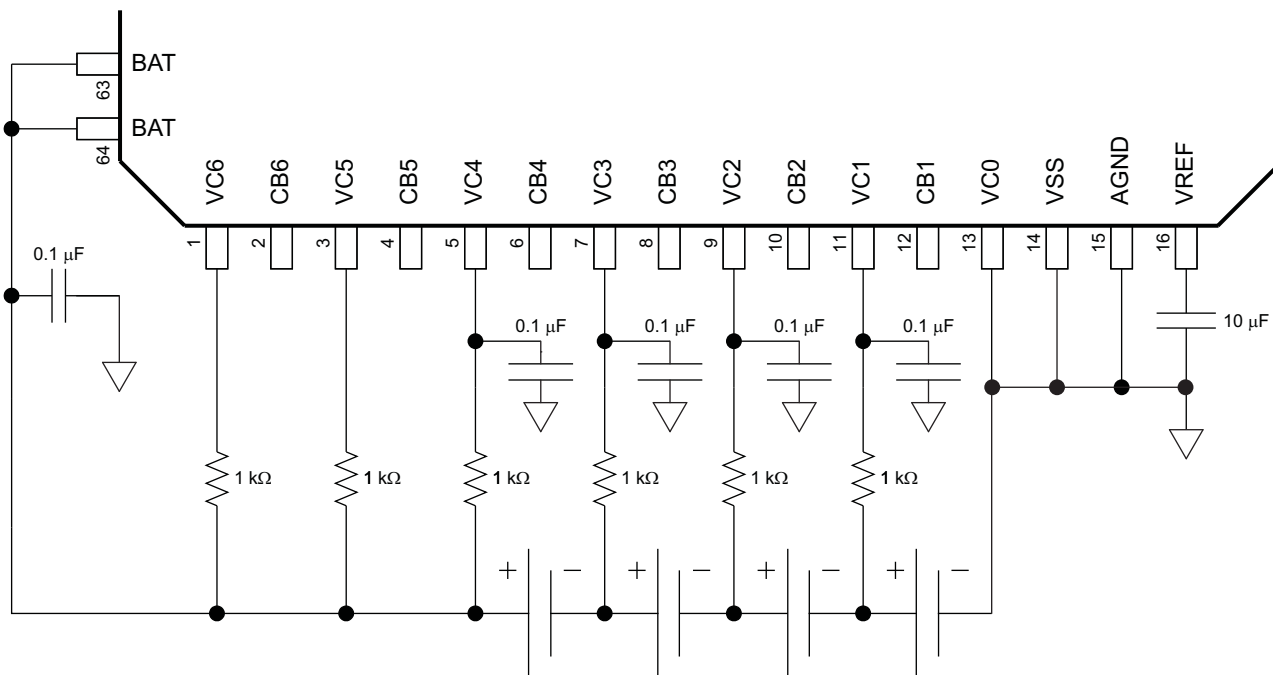 BAT
63
BAT
64
VC6
CB6
VC5
CB5
VC4
CB4
VC3
CB3
VC2
CB2
VC1
CB1
VC0
VSS
AGND
VREF
1
2
3
4
5
6
7
8
9
10
11
12
13
14
15
16
0.1 μF
0.1 μF
0.1 μF
0.1 μF
0.1 μF
10 μF
1 kΩ
1 kΩ
1 kΩ
1 kΩ
1 kΩ
1 kΩ
+ −
+ −
+ −
+ −